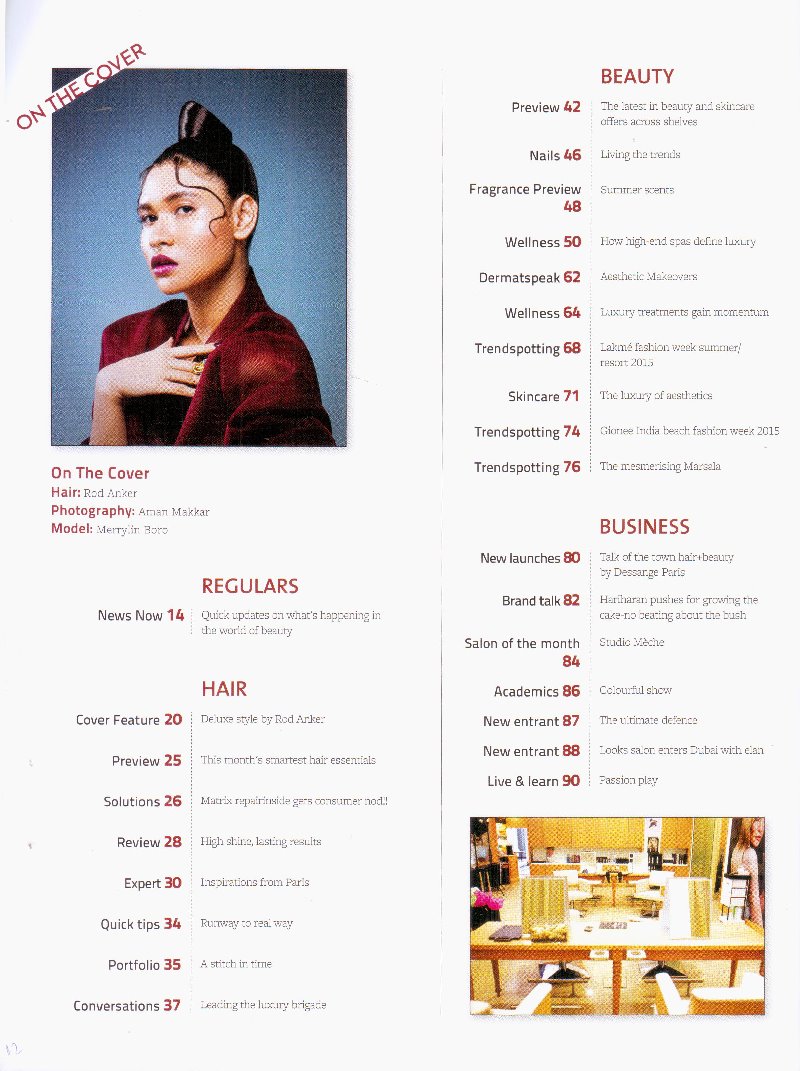 ON THE COVER
On The Cover
Hair: Rod Anker
Photography: Aman Makkar
Model: Merrylin Boro
REGULARS
News Now 14 Quick updates on what's happening in
the world of beauty
HAIR
Cover Feature 20 Deluxe style by Rod Anker
Preview 25 This month's smartest hair essentials
Solutions 26 Matrix repairinside gets consumer nod!!
Review 28 High shine, lasting results
Expert 30 Inspirations from Paris
Quick tips 34 Runway to real way
Portfolio 35 A stitch in time
Conversations 37 Leading the luxury brigade
12
BEAUTY
Preview 42 The latest in beauty and skincare
offers across shelves
Nails 46 Living the trends
Fragrance Preview Summer scents
48
Wellness 50 How high-end spas define luxury
Dermatspeak 62 Aesthetic Makeovers
Wellness 64 Luxury treatments gain momentum
Trendspotting 68 Lakmé fashion week summer/
resort 2015
Skincare 71 The luxury of aesthetics
Trendspotting 74 Gionee India beach fashion week 2015
Trendspotting 76 The mesmerising Marsala
BUSINESS
New launches 80 Talk of the town hair+beauty
by Dessange Paris
Brand talk 82 Hariharan pushes for growing the
cake-no beating about the bush
Salon of the month Studio Mèche
84
Academics 86 Colourful show
New entrant 87 The ultimate defence
New entrant 88 Looks salon enters Dubai with elan
Live & learn 90 Passion play